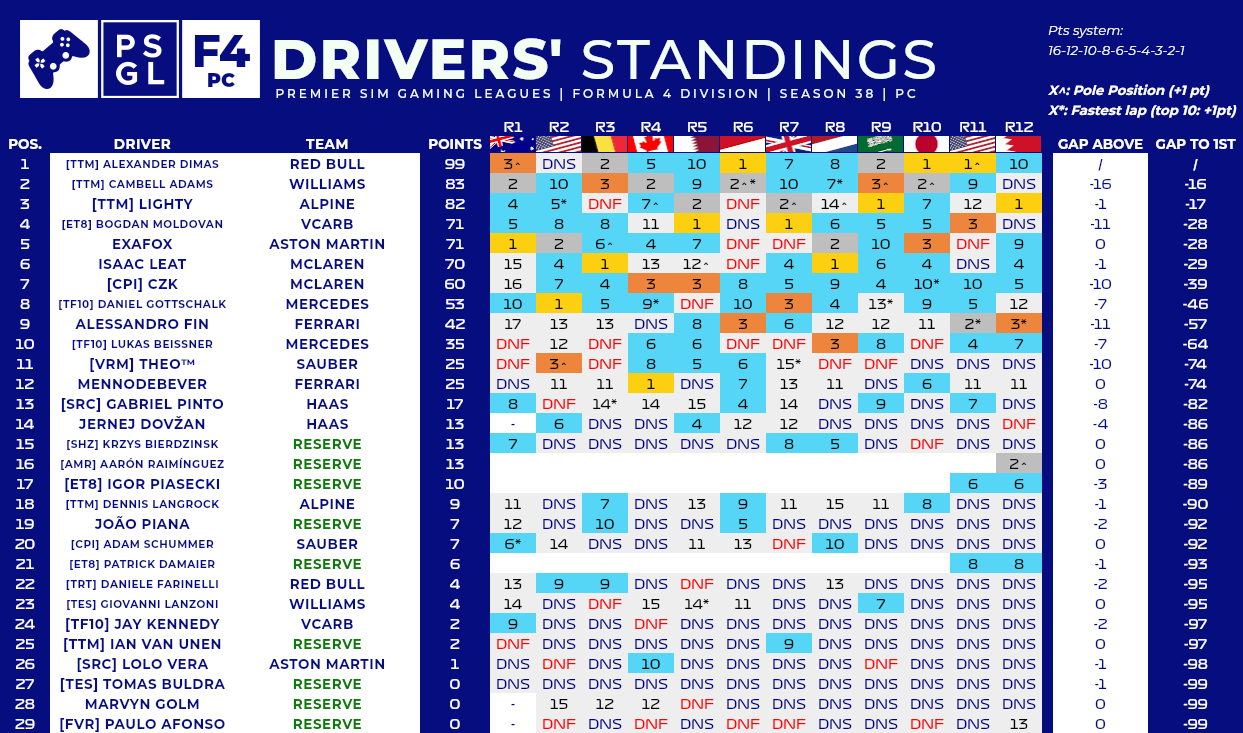 PS
GL
F4
PC
DRIVERS' STANDINGS
PREMIER SIM GAMING LEAGUES | FORMULA 4 DIVISION | SEASON 38 | PC
Pts system:
16-12-10-8-6-5-4-3-2-1
X^: Pole Position (+1 pt)
X*: Fastest lap (top 10: +1pt)
POS. DRIVER TEAM POINTS R1 R2 R3 R4 R5 R6 R7 R8 R9 R10 R11 R12 GAP ABOVE GAP TO 1ST
1 [TTM] ALEXANDER DIMAS RED BULL 99 3^ DNS 2 5 10 1 7 8 2 1 1^ 10 / /
2 [TTM] CAMBELL ADAMS WILLIAMS 83 2 10 3 2 9 2^* 10 7* 3^ 2^ 9 DNS -16 -16
3 [TTM] LIGHTY ALPINE 82 4 5* DNF 7^ 2 DNF 2^ 14^ 1 7 12 1 -1 -17
4 [ET8] BOGDAN MOLDOVAN VCARB 71 5 8 8 11 1 DNS 1 6 5 5 3 DNS -11 -28
5 EXAFOX ASTON MARTIN 71 1 2 6^ 4 7 DNF DNF 2 10 3 DNF 9 0 -28
6 ISAAC LEAT MCLAREN 70 15 4 1 13 12^ DNF 4 1 6 4 DNS 4 -1 -29
7 [CPI] CZK MCLAREN 60 16 7 4 3 3 8 5 9 4 10* 10 5 -10 -39
8 [TF10] DANIEL GOTTSCHALK MERCEDES 53 10 1 5 9* DNF 10 3 4 13* 9 5 12 -7 -46
9 ALESSANDRO FIN FERRARI 42 17 13 13 DNS 8 3 6 12 12 11 2* 3* -11 -57
10 [TF10] LUKAS BEISSNER MERCEDES 35 DNF 12 DNF 6 6 DNF DNF 3 8 DNF 4 7 -7 -64
11 [VRM] THEO™ SAUBER 25 DNF 3^ DNF 8 5 6 15* DNF DNF DNS DNS DNS -10 -74
12 MENNODEBEVER FERRARI 25 DNS 11 11 1 DNS 7 13 11 DNS 6 11 11 0 -74
13 [SRC] GABRIEL PINTO HAAS 17 8 DNF 14* 14 15 4 14 DNS 9 DNS 7 DNS -8 -82
14 JERNEJ DOVŽAN HAAS 13 - 6 DNS DNS 4 12 12 DNS DNS DNS DNS DNF -4 -86
15 [SHZ] KRZYS BIERDZINSK RESERVE 13 7 DNS DNS DNS DNS DNS 8 5 DNS DNF DNS DNS 0 -86
16 [AMR] AARÓN RAIMÍNGUEZ RESERVE 13 2^ 0 -86
17 [ET8] IGOR PIASECKI RESERVE 10 6 6 -3 -89
18 [TTM] DENNIS LANGROCK ALPINE 9 11 DNS 7 DNS 13 9 11 15 11 8 DNS DNS -1 -90
19 JOÃO PIANA RESERVE 7 12 DNS 10 DNS DNS 5 DNS DNS DNS DNS DNS DNS -2 -92
20 [CPI] ADAM SCHUMMER SAUBER 7 6* 14 DNS DNS 11 13 DNF 10 DNS DNS DNS DNS 0 -92
21 [ET8] PATRICK DAMAIER RESERVE 6 8 8 -1 -93
22 [TRT] DANIELE FARINELLI RED BULL 4 13 9 9 DNS DNF DNS DNS 13 DNS DNS DNS DNS -2 -95
23 [TES] GIOVANNI LANZONI WILLIAMS 4 14 DNS DNF 15 14* 11 DNS DNS 7 DNS DNS DNS 0 -95
24 [TF10] JAY KENNEDY VCARB 2 9 DNS DNS DNF DNS DNS DNS DNS DNS DNS DNS DNS -2 -97
25 [TTM] IAN VAN UNEN RESERVE 2 DNF DNS DNS DNS DNS DNS 9 DNS DNS DNS DNS DNS 0 -97
26 [SRC] LOLO VERA ASTON MARTIN 1 DNS DNF DNS 10 DNS DNS DNS DNS DNF DNS DNS DNS -1 -98
27 [TES] TOMAS BULDRA RESERVE 0 DNS DNS DNS DNS DNS DNS DNS DNS DNS DNS DNS DNS -1 -99
28 MARVYN GOLM RESERVE 0 - 15 12 12 DNF DNS DNS DNS DNS DNS DNS DNS 0 -99
29 [FVR] PAULO AFONSO RESERVE 0 - DNF DNS DNF DNS DNF DNF DNS DNS DNF DNS 13 0 -99